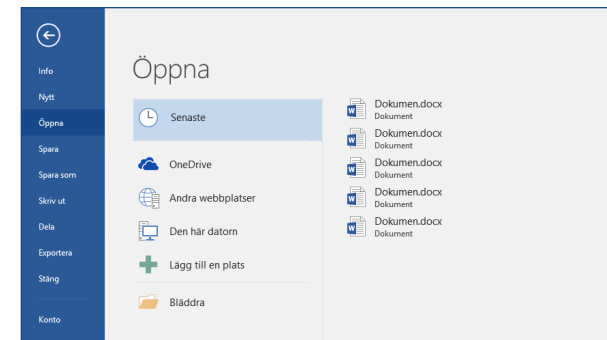 Info
Nytt
Öppna
Spara
Spara som
Skriv ut
Dela
Exportera
Stäng
Konto
Öppna
Senaste
OneDrive
Andra webbplatser
Den här datorn
Lägg till en plats
Bläddra
Dokumen.docx
Dokument
Dokumen.docx
Dokument
Dokumen.docx
Dokument
Dokumen.docx
Dokument
Dokumen.docx
Dokument